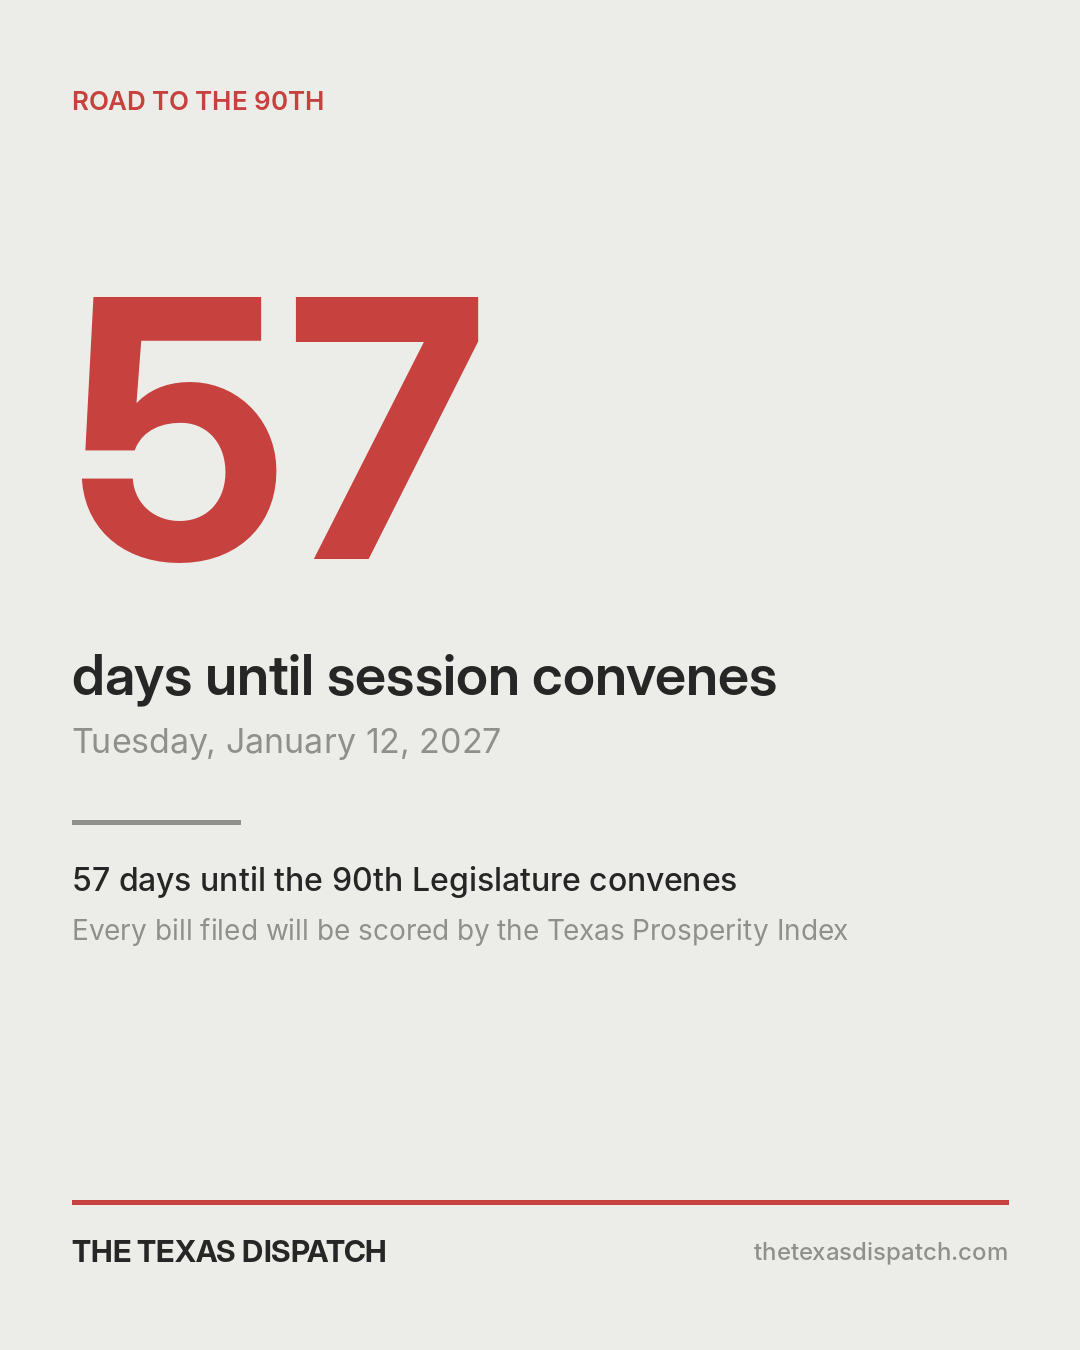 ROAD TO THE 90TH
57
days until session convenes
Tuesday, January 12, 2027
57 days until the 90th Legislature convenes
Every bill filed will be scored by the Texas Prosperity Index
THE TEXAS DISPATCH
thetexasdispatch.com